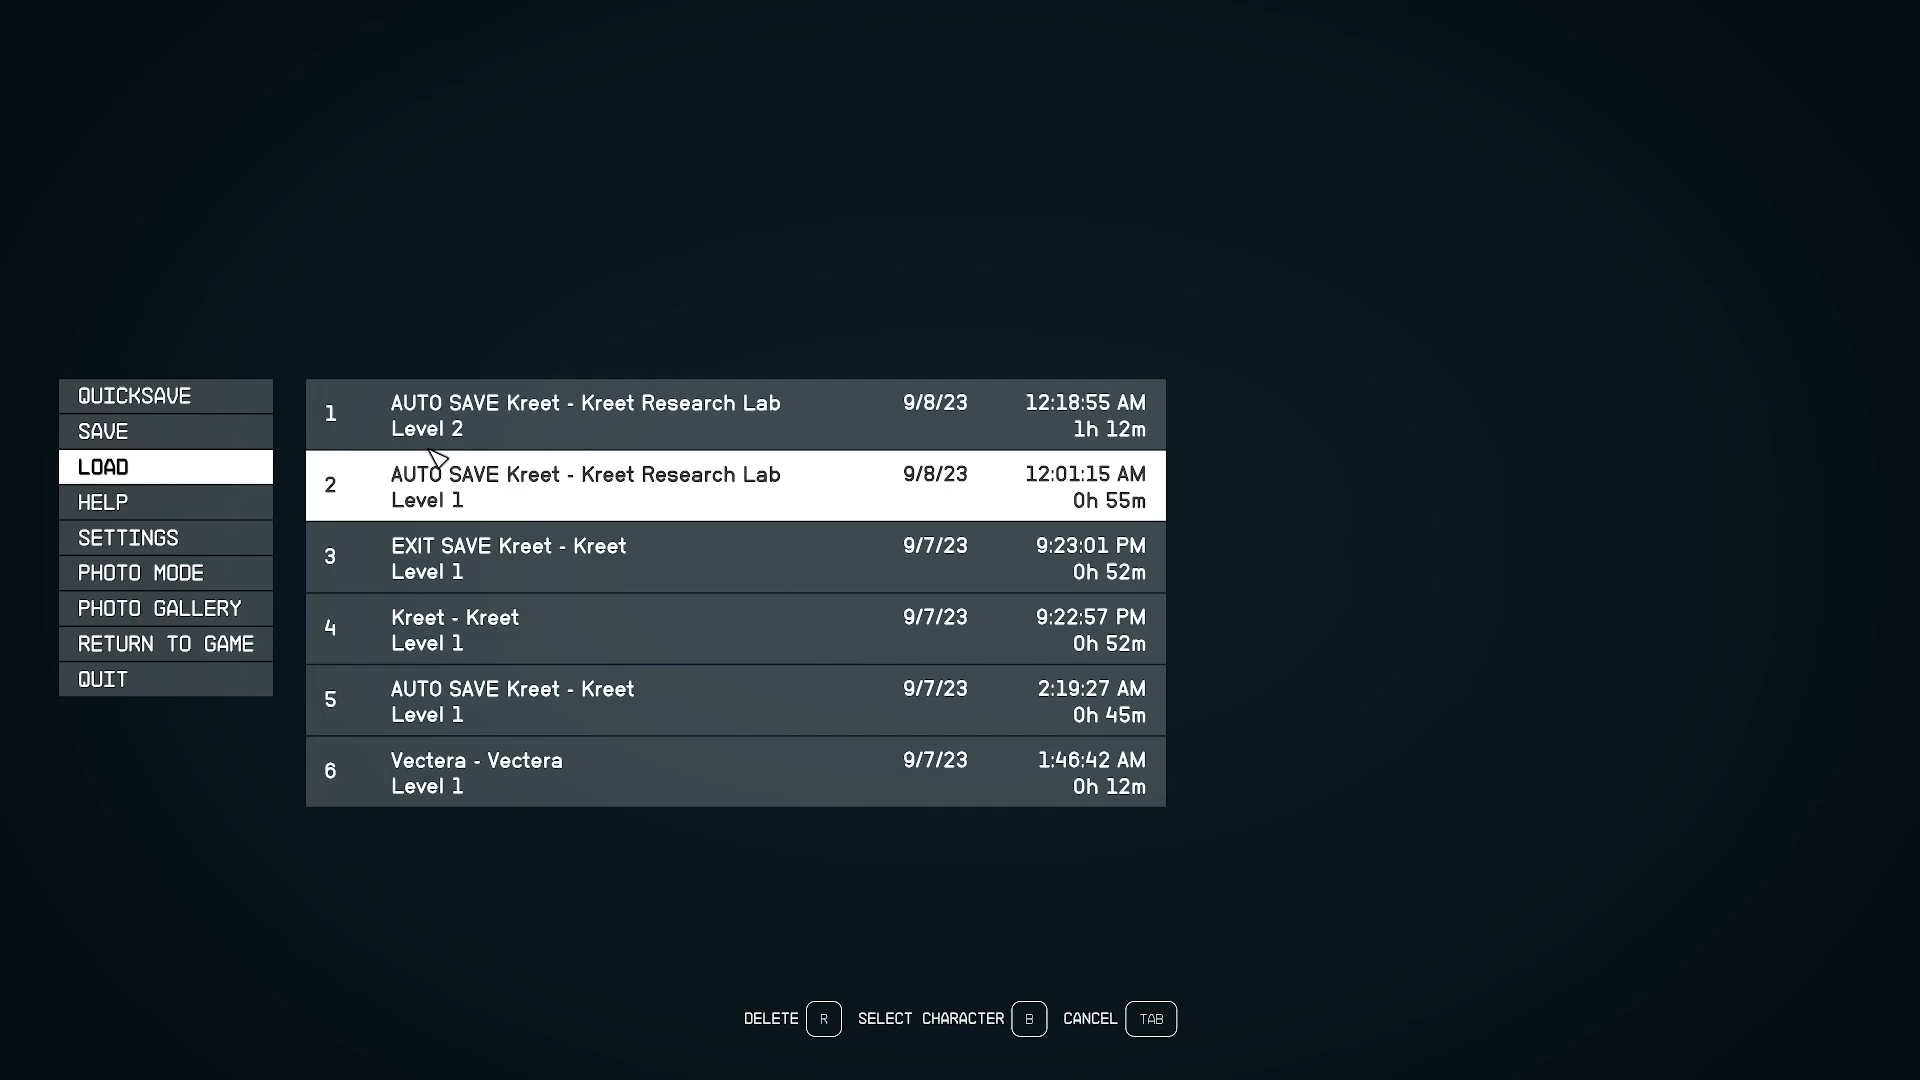 QUICKSAVE
SAVE
LOAD
HELP
SETTINGS
PHOTO MODE
PHOTO GALLERY
RETURN TO GAME
QUIT
1 AUTO SAVE Kreet - Kreet Research Lab 9/8/23 12:18:55 AM
Level 2 1h 12m
2 AUTO SAVE Kreet - Kreet Research Lab 9/8/23 12:01:15 AM
Level 1 0h 55m
3 EXIT SAVE Kreet - Kreet 9/7/23 9:23:01 PM
Level 1 0h 52m
4 Kreet - Kreet 9/7/23 9:22:57 PM
Level 1 0h 52m
5 AUTO SAVE Kreet - Kreet 9/7/23 2:19:27 AM
Level 1 0h 45m
6 Vectera - Vectera 9/7/23 1:46:42 AM
Level 1 0h 12m
DELETE R SELECT CHARACTER B CANCEL TAB